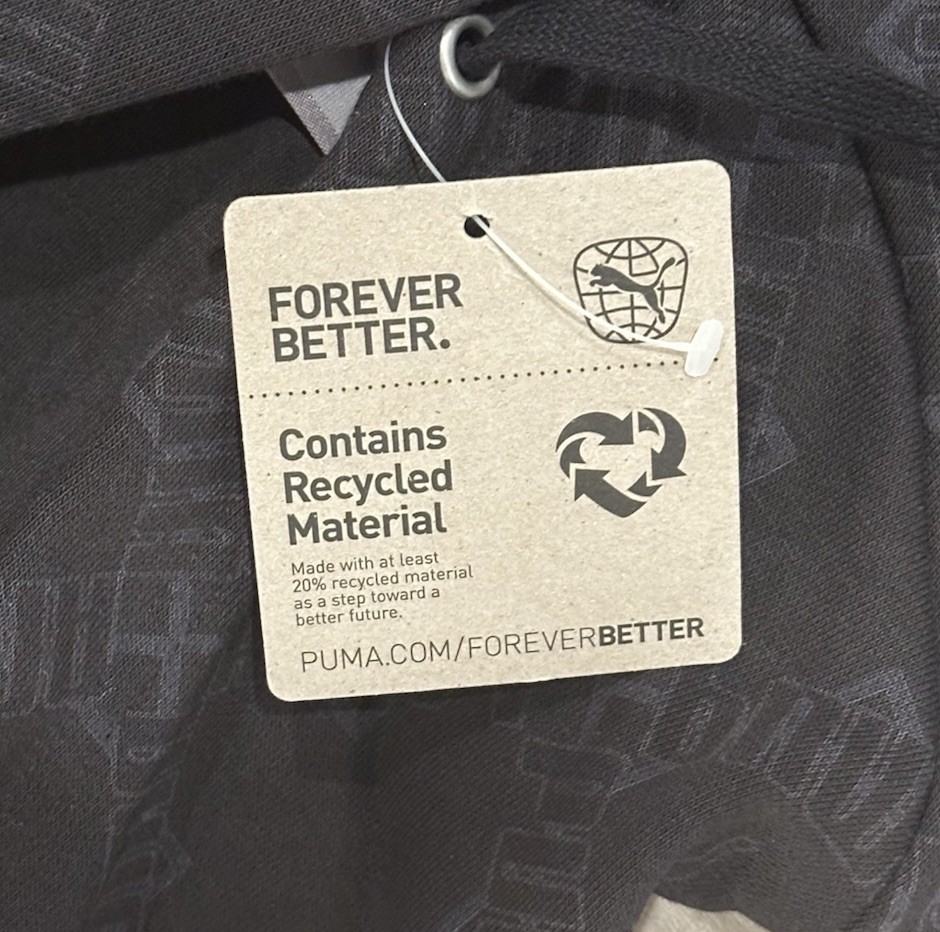 FOREVER
BETTER.
Contains
Recycled
Material
Made with at least
20% recycled material
as a step toward a
better future.
PUMA.COM/FOREVERBETTER